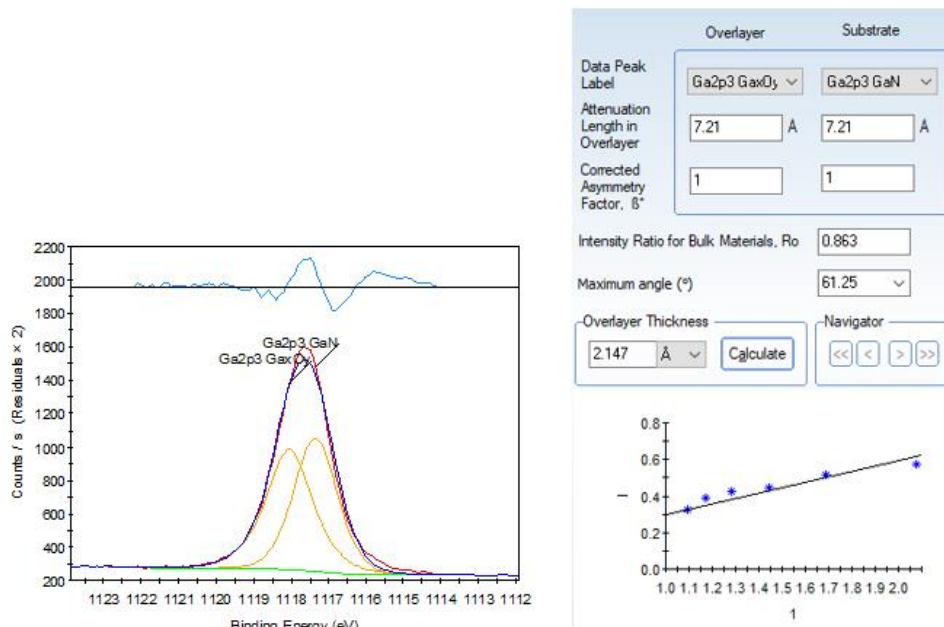 Overlayer Substrate
Data Peak Label Ga2p3 GaxOy Ga2p3 GaN
Attenuation Length in Overlayer 7.21 Å 7.21 Å
Corrected Asymmetry Factor, ß* 1 1
Intensity Ratio for Bulk Materials, Ro 0.863
Maximum angle (º) 61.25
Overlayer Thickness Navigator
2.147 Å Calculate << < > >>
2200
2000
1800
1600
1400
1200
1000
800
600
400
200
Counts / s (Residuals × 2)
Ga2p3 GaN
Ga2p3 Gax Oy
1123 1122 1121 1120 1119 1118 1117 1116 1115 1114 1113 1112
Binding Energy (eV)
0.8
0.6
0.4
0.2
0.0
I
1.0 1.1 1.2 1.3 1.4 1.5 1.6 1.7 1.8 1.9 2.0
1